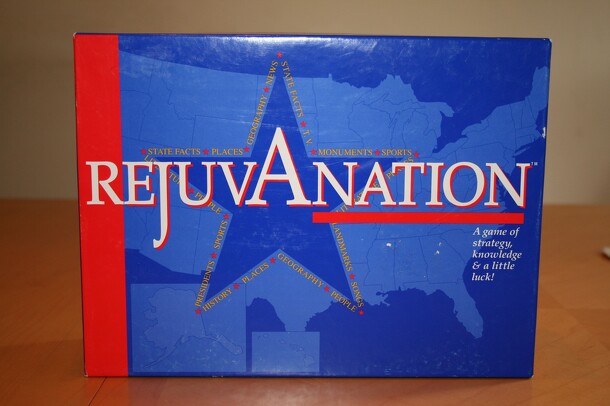 NEWS ★ STATE FACTS ★ T.V.
GEOGRAPHY
★ STATE FACTS ★ PLACES
★ MONUMENTS ★ SPORTS ★
REJUVANATION™
PEOPLE
SPORTS
LANDMARKS ★ SONGS
PRESIDENTS
HISTORY ★ PLACES ★ GEOGRAPHY ★ PEOPLE
A game of
strategy,
knowledge
& a little
luck!